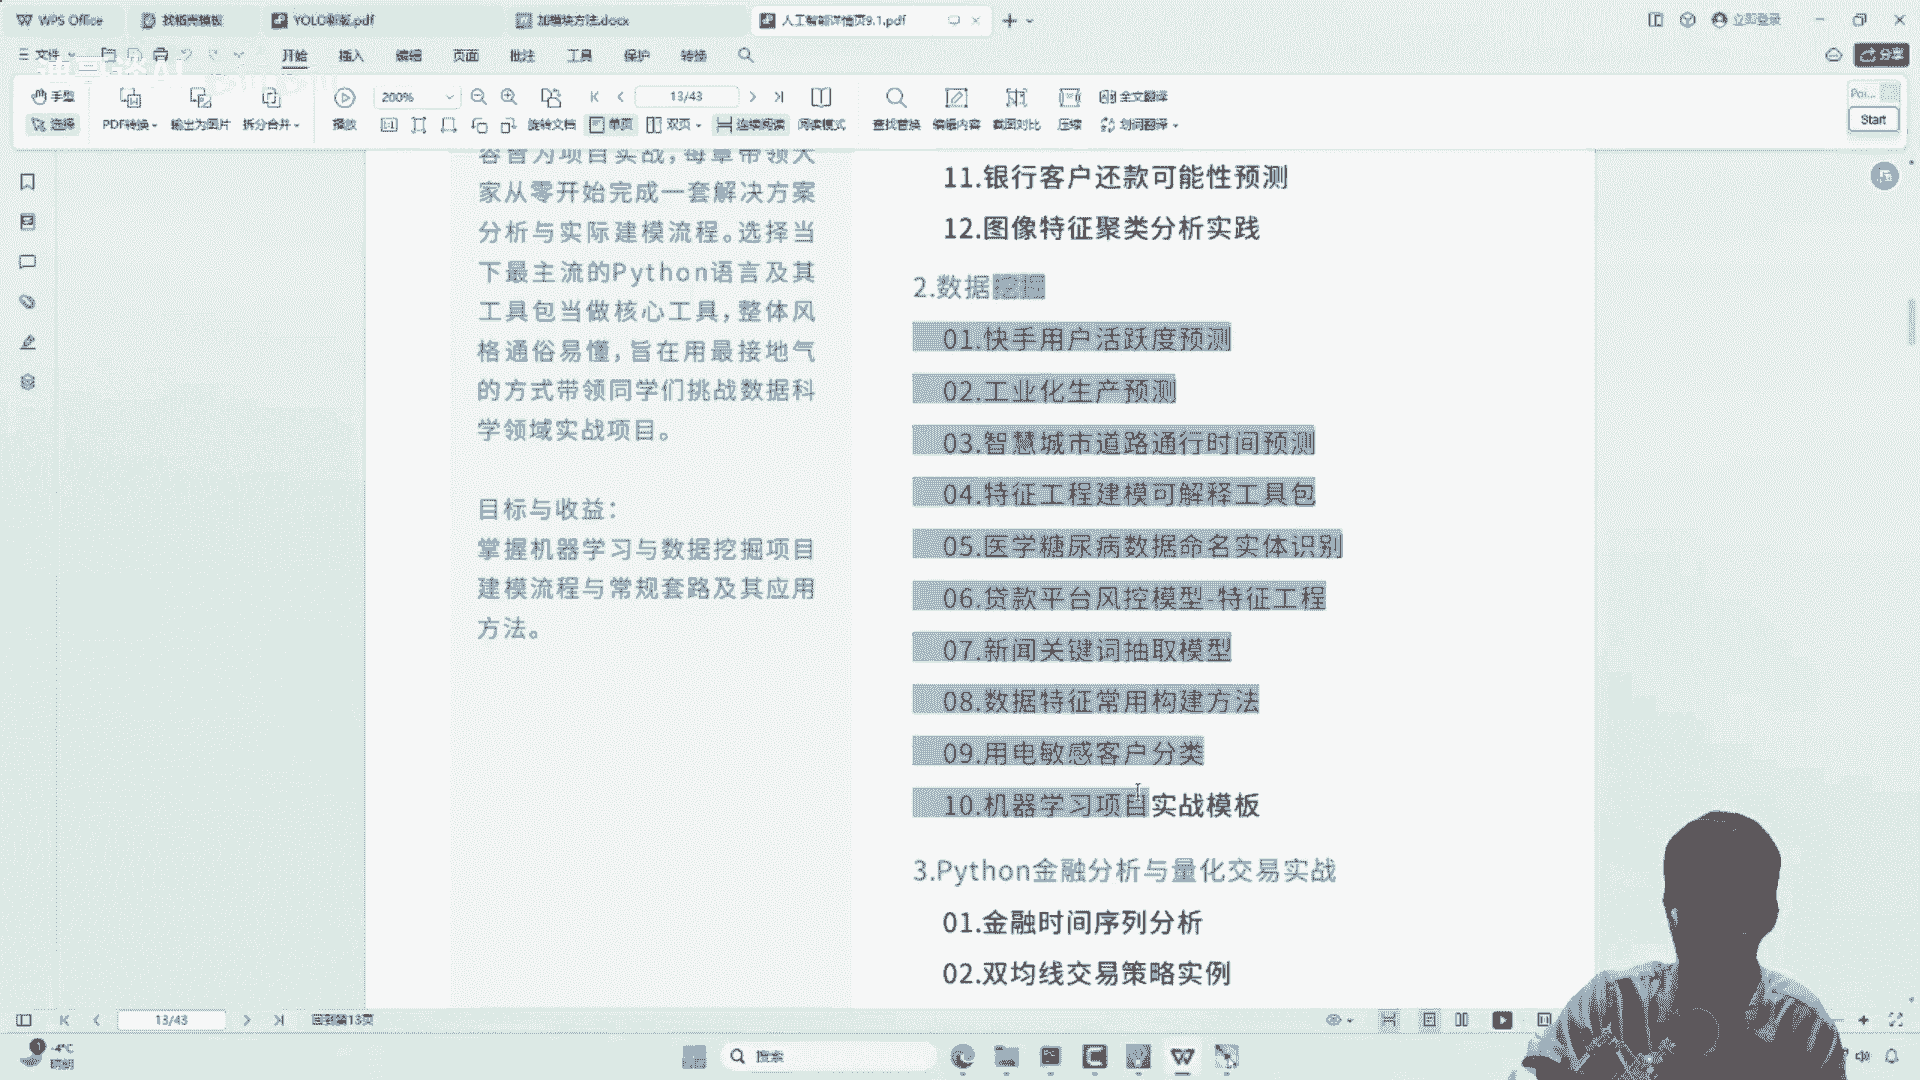 WPS Office
找稻壳模板
YOLO新版.pdf
加模块方法.docx
人工智能详情页9.1.pdf
立即登录
文件
开始
插入
编辑
页面
批注
工具
保护
转换
分享
手型
200%
13/43
全文翻译
选择
PDF转换
输出为图片
拆分合并
播放
旋转文档
单页
双页
连续阅读
阅读模式
查找替换
编辑内容
截图对比
压缩
划词翻译
Start
容皆为项目实战,每章带领大
家从零开始完成一套解决方案
分析与实际建模流程。选择当
下最主流的Python语言及其
工具包当做核心工具,整体风
格通俗易懂,旨在用最接地气
的方式带领同学们挑战数据科
学领域实战项目。
目标与收益:
掌握机器学习与数据挖掘项目
建模流程与常规套路及其应用
方法。
11.银行客户还款可能性预测
12.图像特征聚类分析实践
2.数据挖掘
01.快手用户活跃度预测
02.工业化生产预测
03.智慧城市道路通行时间预测
04.特征工程建模可解释工具包
05.医学糖尿病数据命名实体识别
06.贷款平台风控模型-特征工程
07.新闻关键词抽取模型
08.数据特征常用构建方法
09.用电敏感客户分类
10.机器学习项目实战模板
3.Python金融分析与量化交易实战
01.金融时间序列分析
02.双均线交易策略实例
13/43
回到第13页
-4°C
晴朗
搜索